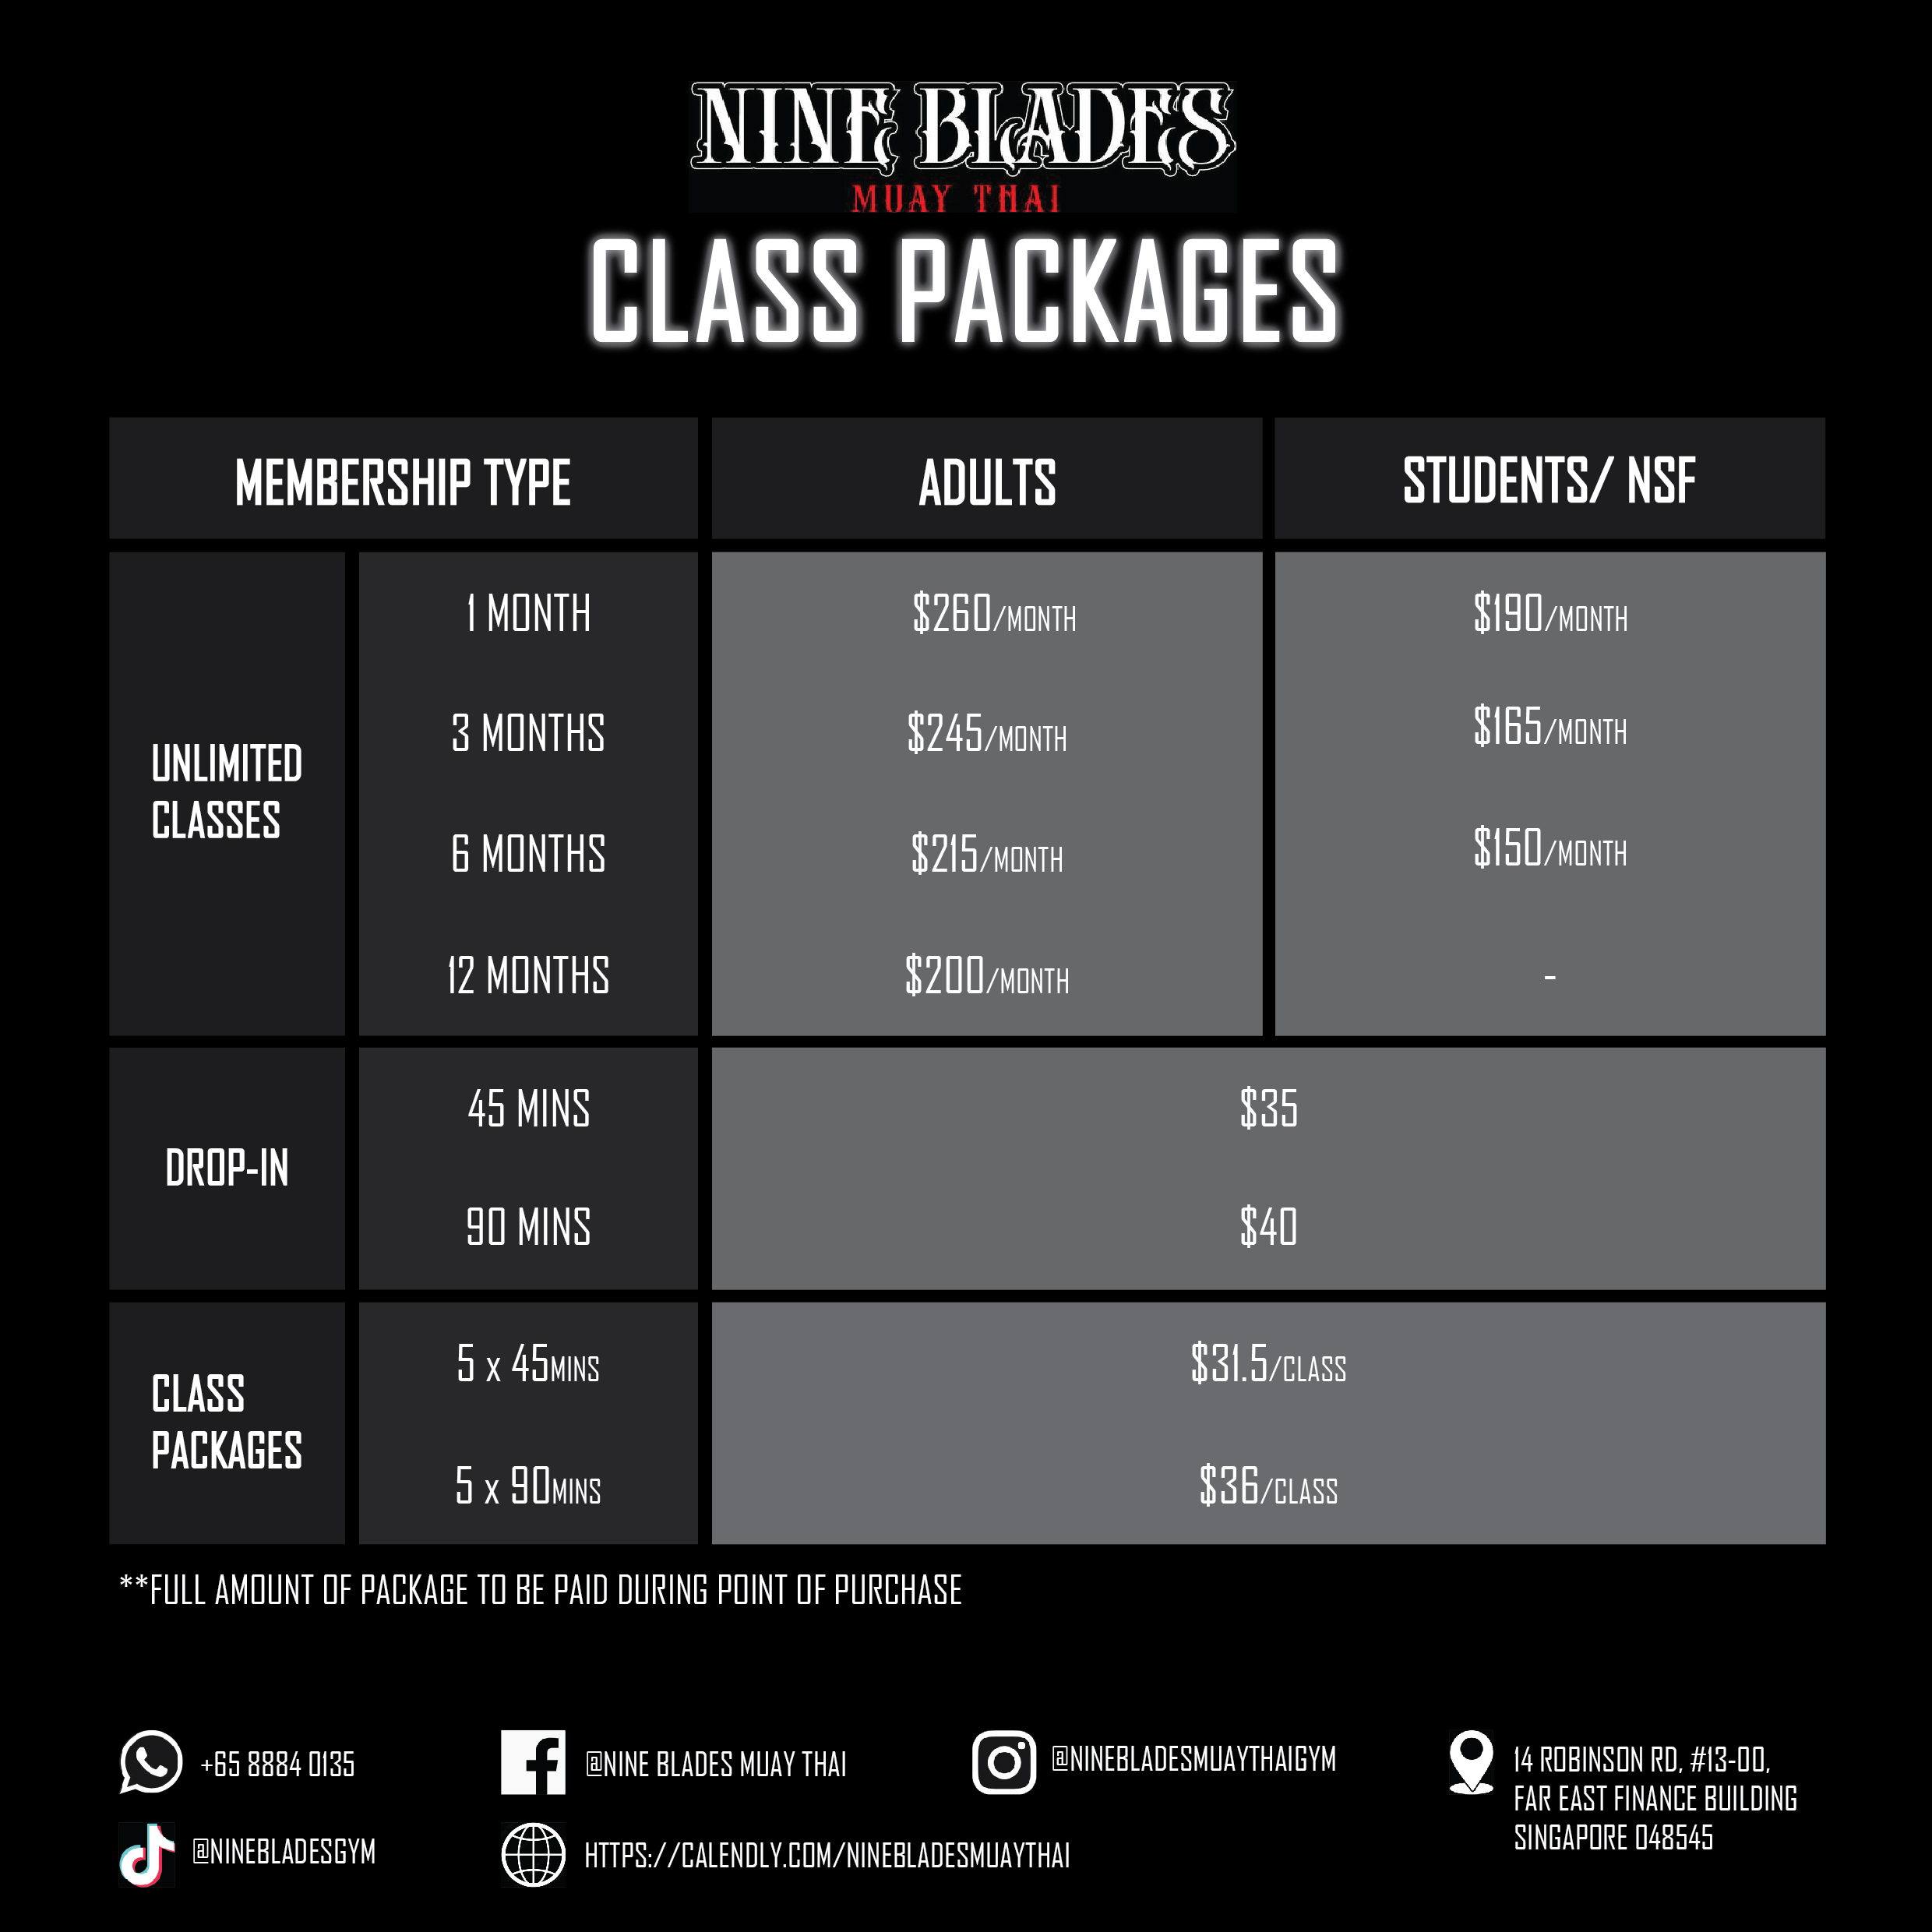 NINE BLADES
MUAY THAI
CLASS PACKAGES
MEMBERSHIP TYPE ADULTS STUDENTS/ NSF
UNLIMITED
CLASSES
1 MONTH $260/MONTH $190/MONTH
3 MONTHS $245/MONTH $165/MONTH
6 MONTHS $215/MONTH $150/MONTH
12 MONTHS $200/MONTH -
DROP-IN
45 MINS $35
90 MINS $40
CLASS
PACKAGES
5 x 45MINS $31.5/CLASS
5 x 90MINS $36/CLASS
**FULL AMOUNT OF PACKAGE TO BE PAID DURING POINT OF PURCHASE
+65 8884 0135
@NINE BLADES MUAY THAI
@NINEBLADESMUAYTHAIGYM
14 ROBINSON RD, #13-00,
FAR EAST FINANCE BUILDING
SINGAPORE 048545
@NINEBLADESGYM
HTTPS://CALENDLY.COM/NINEBLADESMUAYTHAI